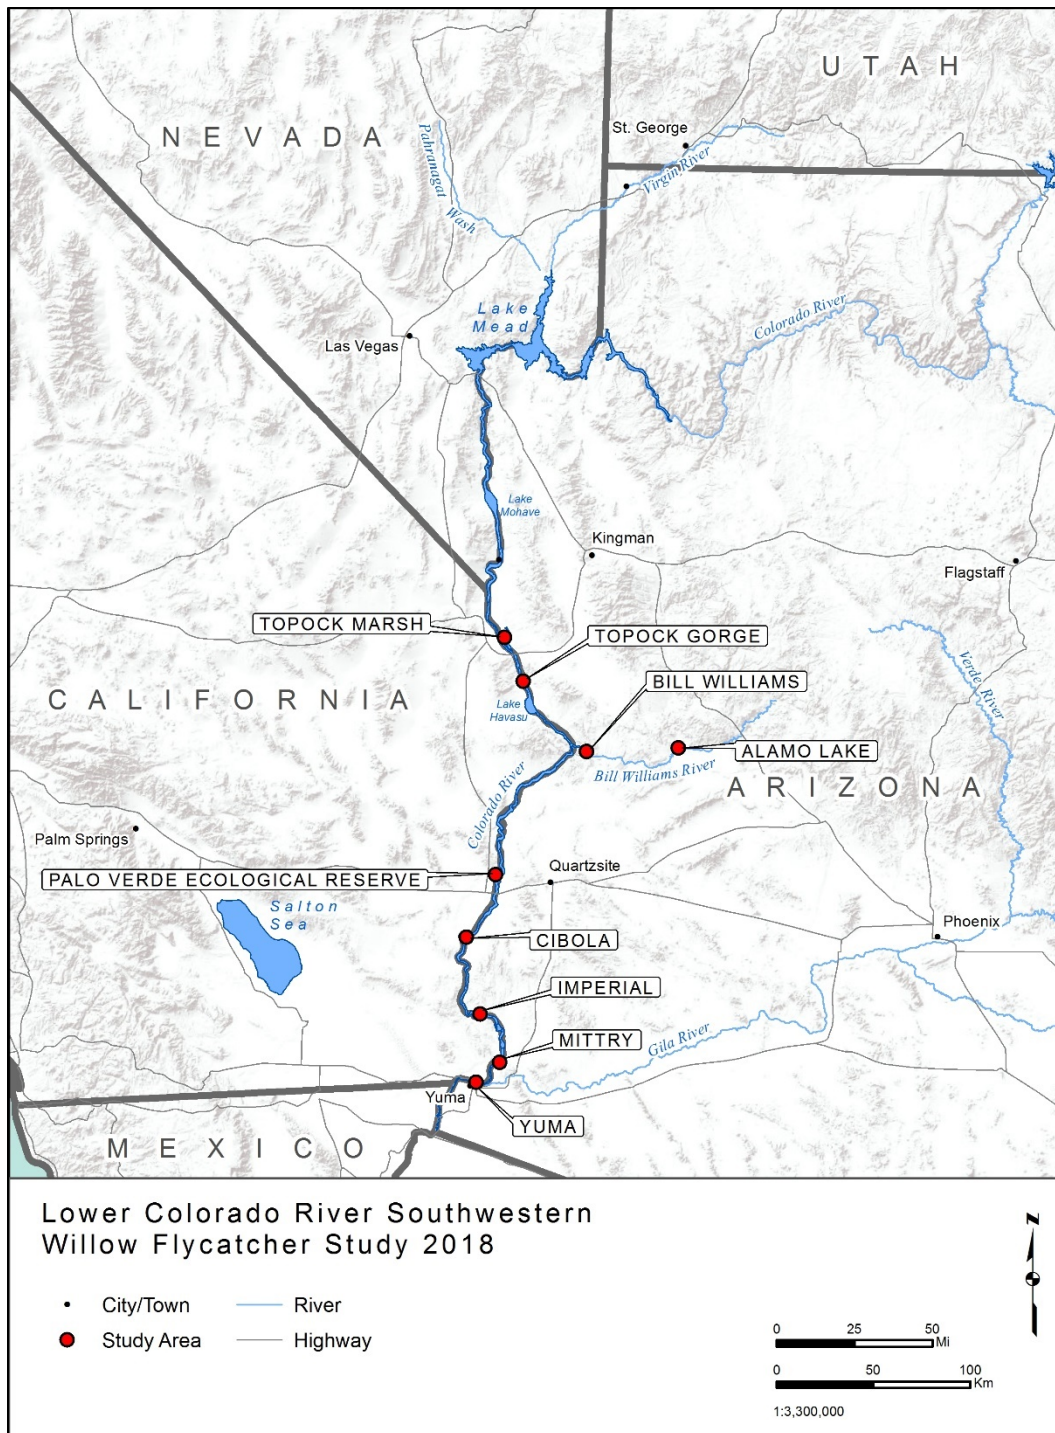 UTAH
NEVADA
St. George
Pahranagat Wash
Virgin River
Lake
Mead
Colorado River
Las Vegas
Lake
Mohave
Kingman
Flagstaff
TOPOCK MARSH
TOPOCK GORGE
Verde River
BILL WILLIAMS
CALIFORNIA
Lake
Havasu
ALAMO LAKE
Bill Williams River
ARIZONA
Colorado River
Palm Springs
Quartzsite
PALO VERDE ECOLOGICAL RESERVE
Salton
Sea
Phoenix
CIBOLA
IMPERIAL
Gila River
MITTRY
Yuma
YUMA
MEXICO
Lower Colorado River Southwestern
Willow Flycatcher Study 2018
City/Town
River
Study Area
Highway
N
0 25 50
Mi
0 50 100
Km
1:3,300,000